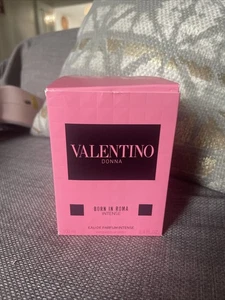 VALENTINO
DONNA
BORN IN ROMA
INTENSE
EAU DE PARFUM INTENSE